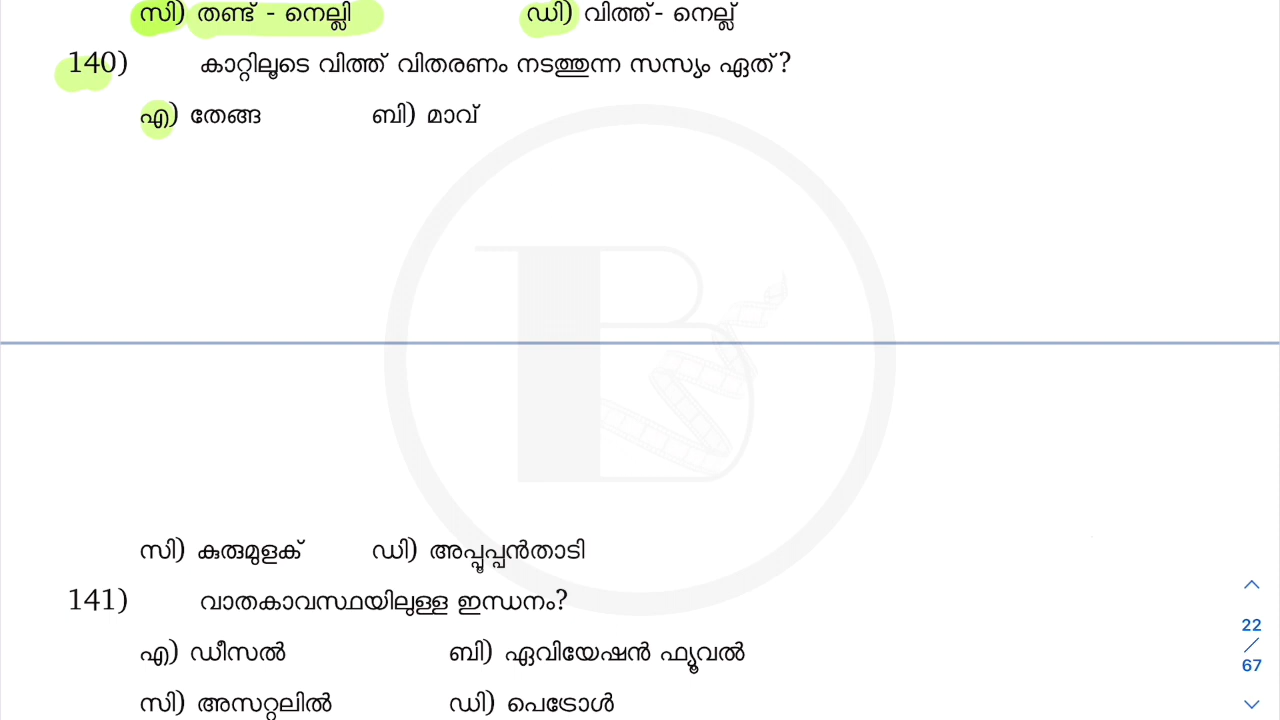 സി) തണ്ട് - നെല്ലി ഡി) വിത്ത്- നെല്ല്
140) കാറ്റിലൂടെ വിത്ത് വിതരണം നടത്തുന്ന സസ്യം ഏത്?
എ) തേങ്ങ ബി) മാവ്
സി) കുരുമുളക് ഡി) അപ്പൂപ്പൻതാടി
141) വാതകാവസ്ഥയിലുള്ള ഇന്ധനം?
എ) ഡീസൽ ബി) ഏവിയേഷൻ ഫ്യൂവൽ
സി) അസറ്റലിൽ ഡി) പെട്രോൾ
22
/
67